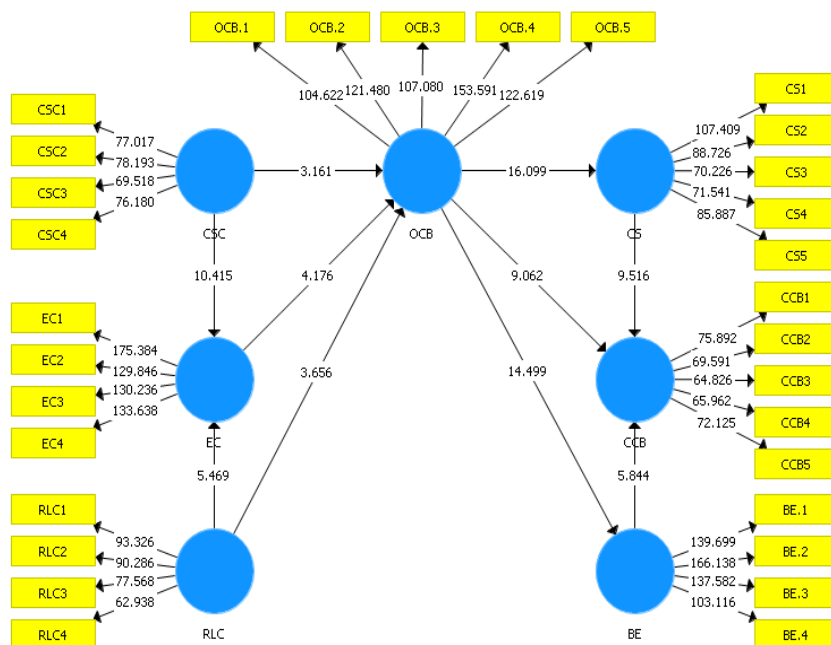 OCB.1
OCB.2
OCB.3
OCB.4
OCB.5
104.622
121.480
107.080
153.591
122.619
CSC1
CSC2
CSC3
CSC4
77.017
78.193
69.518
76.180
CSC
3.161
OCB
16.099
CS
107.409
88.726
70.226
71.541
85.887
CS1
CS2
CS3
CS4
CS5
10.415
4.176
9.062
9.516
EC1
EC2
EC3
EC4
175.384
129.846
130.236
133.638
EC
3.656
14.499
CCB
75.892
69.591
64.826
65.962
72.125
CCB1
CCB2
CCB3
CCB4
CCB5
5.469
5.844
RLC1
RLC2
RLC3
RLC4
93.326
90.286
77.568
62.938
RLC
BE
139.699
166.138
137.582
103.116
BE.1
BE.2
BE.3
BE.4